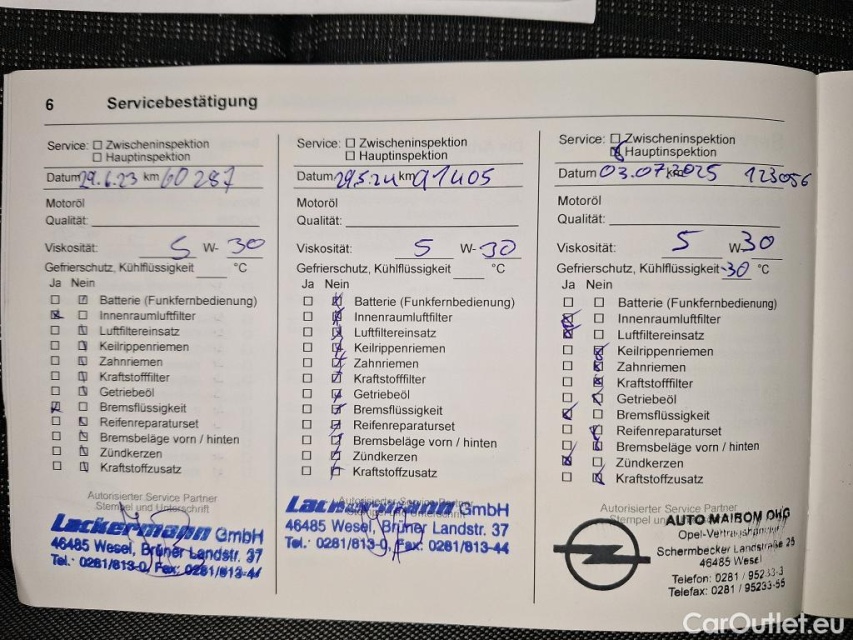 6 Servicebestätigung
Service: Zwischeninspektion
Hauptinspektion
Datum 29.6.23 km 60287
Motoröl
Qualität:
Viskosität: 5 W-30
Gefrierschutz, Kühlflüssigkeit °C
Ja Nein
Batterie (Funkfernbedienung)
Innenraumluftfilter
Luftfiltereinsatz
Keilrippenriemen
Zahnriemen
Kraftstofffilter
Getriebeöl
Bremsflüssigkeit
Reifenreparaturset
Bremsbeläge vorn / hinten
Zündkerzen
Kraftstoffzusatz
Autorisierter Service Partner
Stempel und Unterschrift
Lackermann GmbH
46485 Wesel, Brüner Landstr. 37
Tel.: 0281/813-0, Fax: 0281/813-44
Service: Zwischeninspektion
Hauptinspektion
Datum 29.5.24 km 91405
Motoröl
Qualität:
Viskosität: 5 W-30
Gefrierschutz, Kühlflüssigkeit °C
Ja Nein
Batterie (Funkfernbedienung)
Innenraumluftfilter
Luftfiltereinsatz
Keilrippenriemen
Zahnriemen
Kraftstofffilter
Getriebeöl
Bremsflüssigkeit
Reifenreparaturset
Bremsbeläge vorn / hinten
Zündkerzen
Kraftstoffzusatz
Autorisierter Service Partner
Lackermann GmbH
46485 Wesel, Brüner Landstr. 37
Tel.: 0281/813-0, Fax: 0281/813-44
Service: Zwischeninspektion
Hauptinspektion
Datum 03.07.2025 km 123056
Motoröl
Qualität:
Viskosität: 5 W 30
Gefrierschutz, Kühlflüssigkeit -30 °C
Ja Nein
Batterie (Funkfernbedienung)
Innenraumluftfilter
Luftfiltereinsatz
Keilrippenriemen
Zahnriemen
Kraftstofffilter
Getriebeöl
Bremsflüssigkeit
Reifenreparaturset
Bremsbeläge vorn / hinten
Zündkerzen
Kraftstoffzusatz
Autorisierter Service Partner
Stempel
AUTO MAIROM OHG
Schermbecker Landstraße 25
46485 Wesel
Telefon: 0281 / 95233-3
Telefax: 0281 / 95233-55
CarOutlet.eu